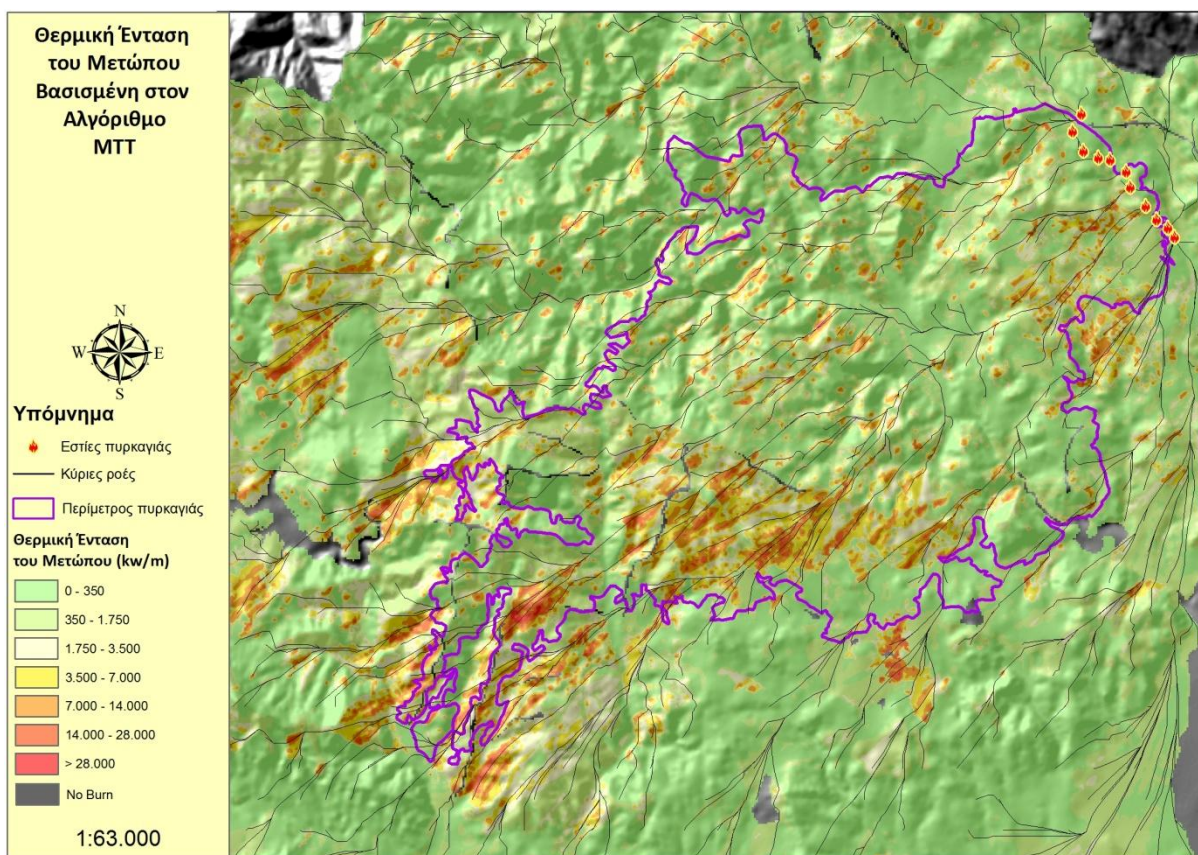 Θερμική Ένταση
του Μετώπου
Βασισμένη στον
Αλγόριθμο
ΜΤΤ
N
W E
S
Υπόμνημα
Εστίες πυρκαγιάς
Κύριες ροές
Περίμετρος πυρκαγιάς
Θερμική Ένταση
του Μετώπου (kw/m)
0 - 350
350 - 1.750
1.750 - 3.500
3.500 - 7.000
7.000 - 14.000
14.000 - 28.000
> 28.000
No Burn
1:63.000